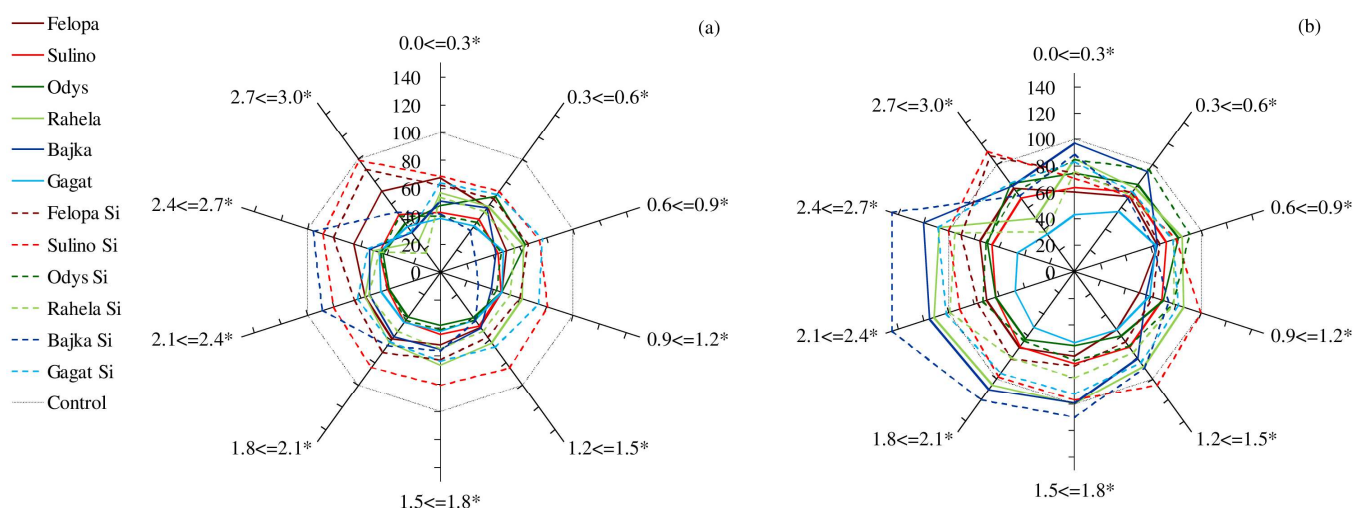 Felopa
Sulino
Odys
Rahela
Bajka
Gagat
Felopa Si
Sulino Si
Odys Si
Rahela Si
Bajka Si
Gagat Si
Control
(a)
0.0<=0.3*
0.3<=0.6*
0.6<=0.9*
0.9<=1.2*
1.2<=1.5*
1.5<=1.8*
1.8<=2.1*
2.1<=2.4*
2.4<=2.7*
2.7<=3.0*
140
120
100
80
60
40
20
0
(b)
0.0<=0.3*
0.3<=0.6*
0.6<=0.9*
0.9<=1.2*
1.2<=1.5*
1.5<=1.8*
1.8<=2.1*
2.1<=2.4*
2.4<=2.7*
2.7<=3.0*
140
120
100
80
60
40
20
0